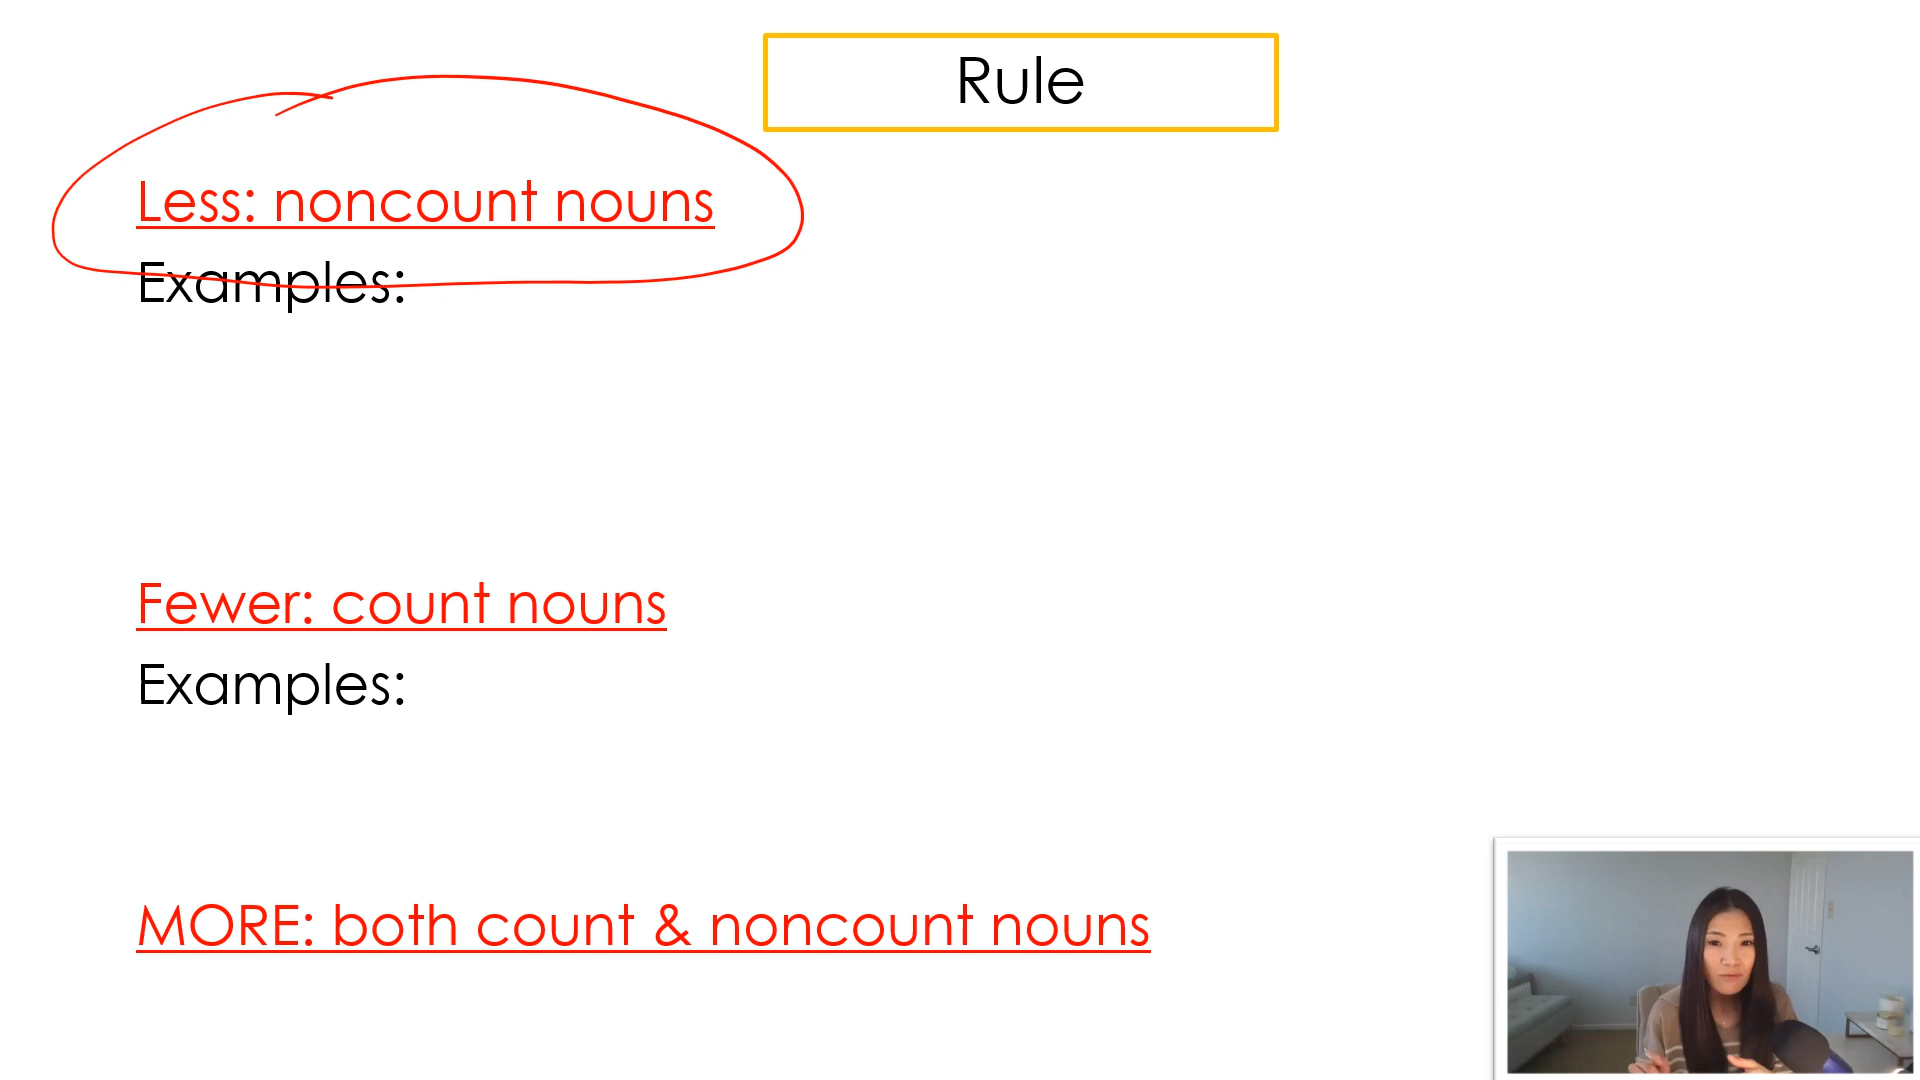 Rule
Less: noncount nouns
Examples:
Fewer: count nouns
Examples:
MORE: both count & noncount nouns